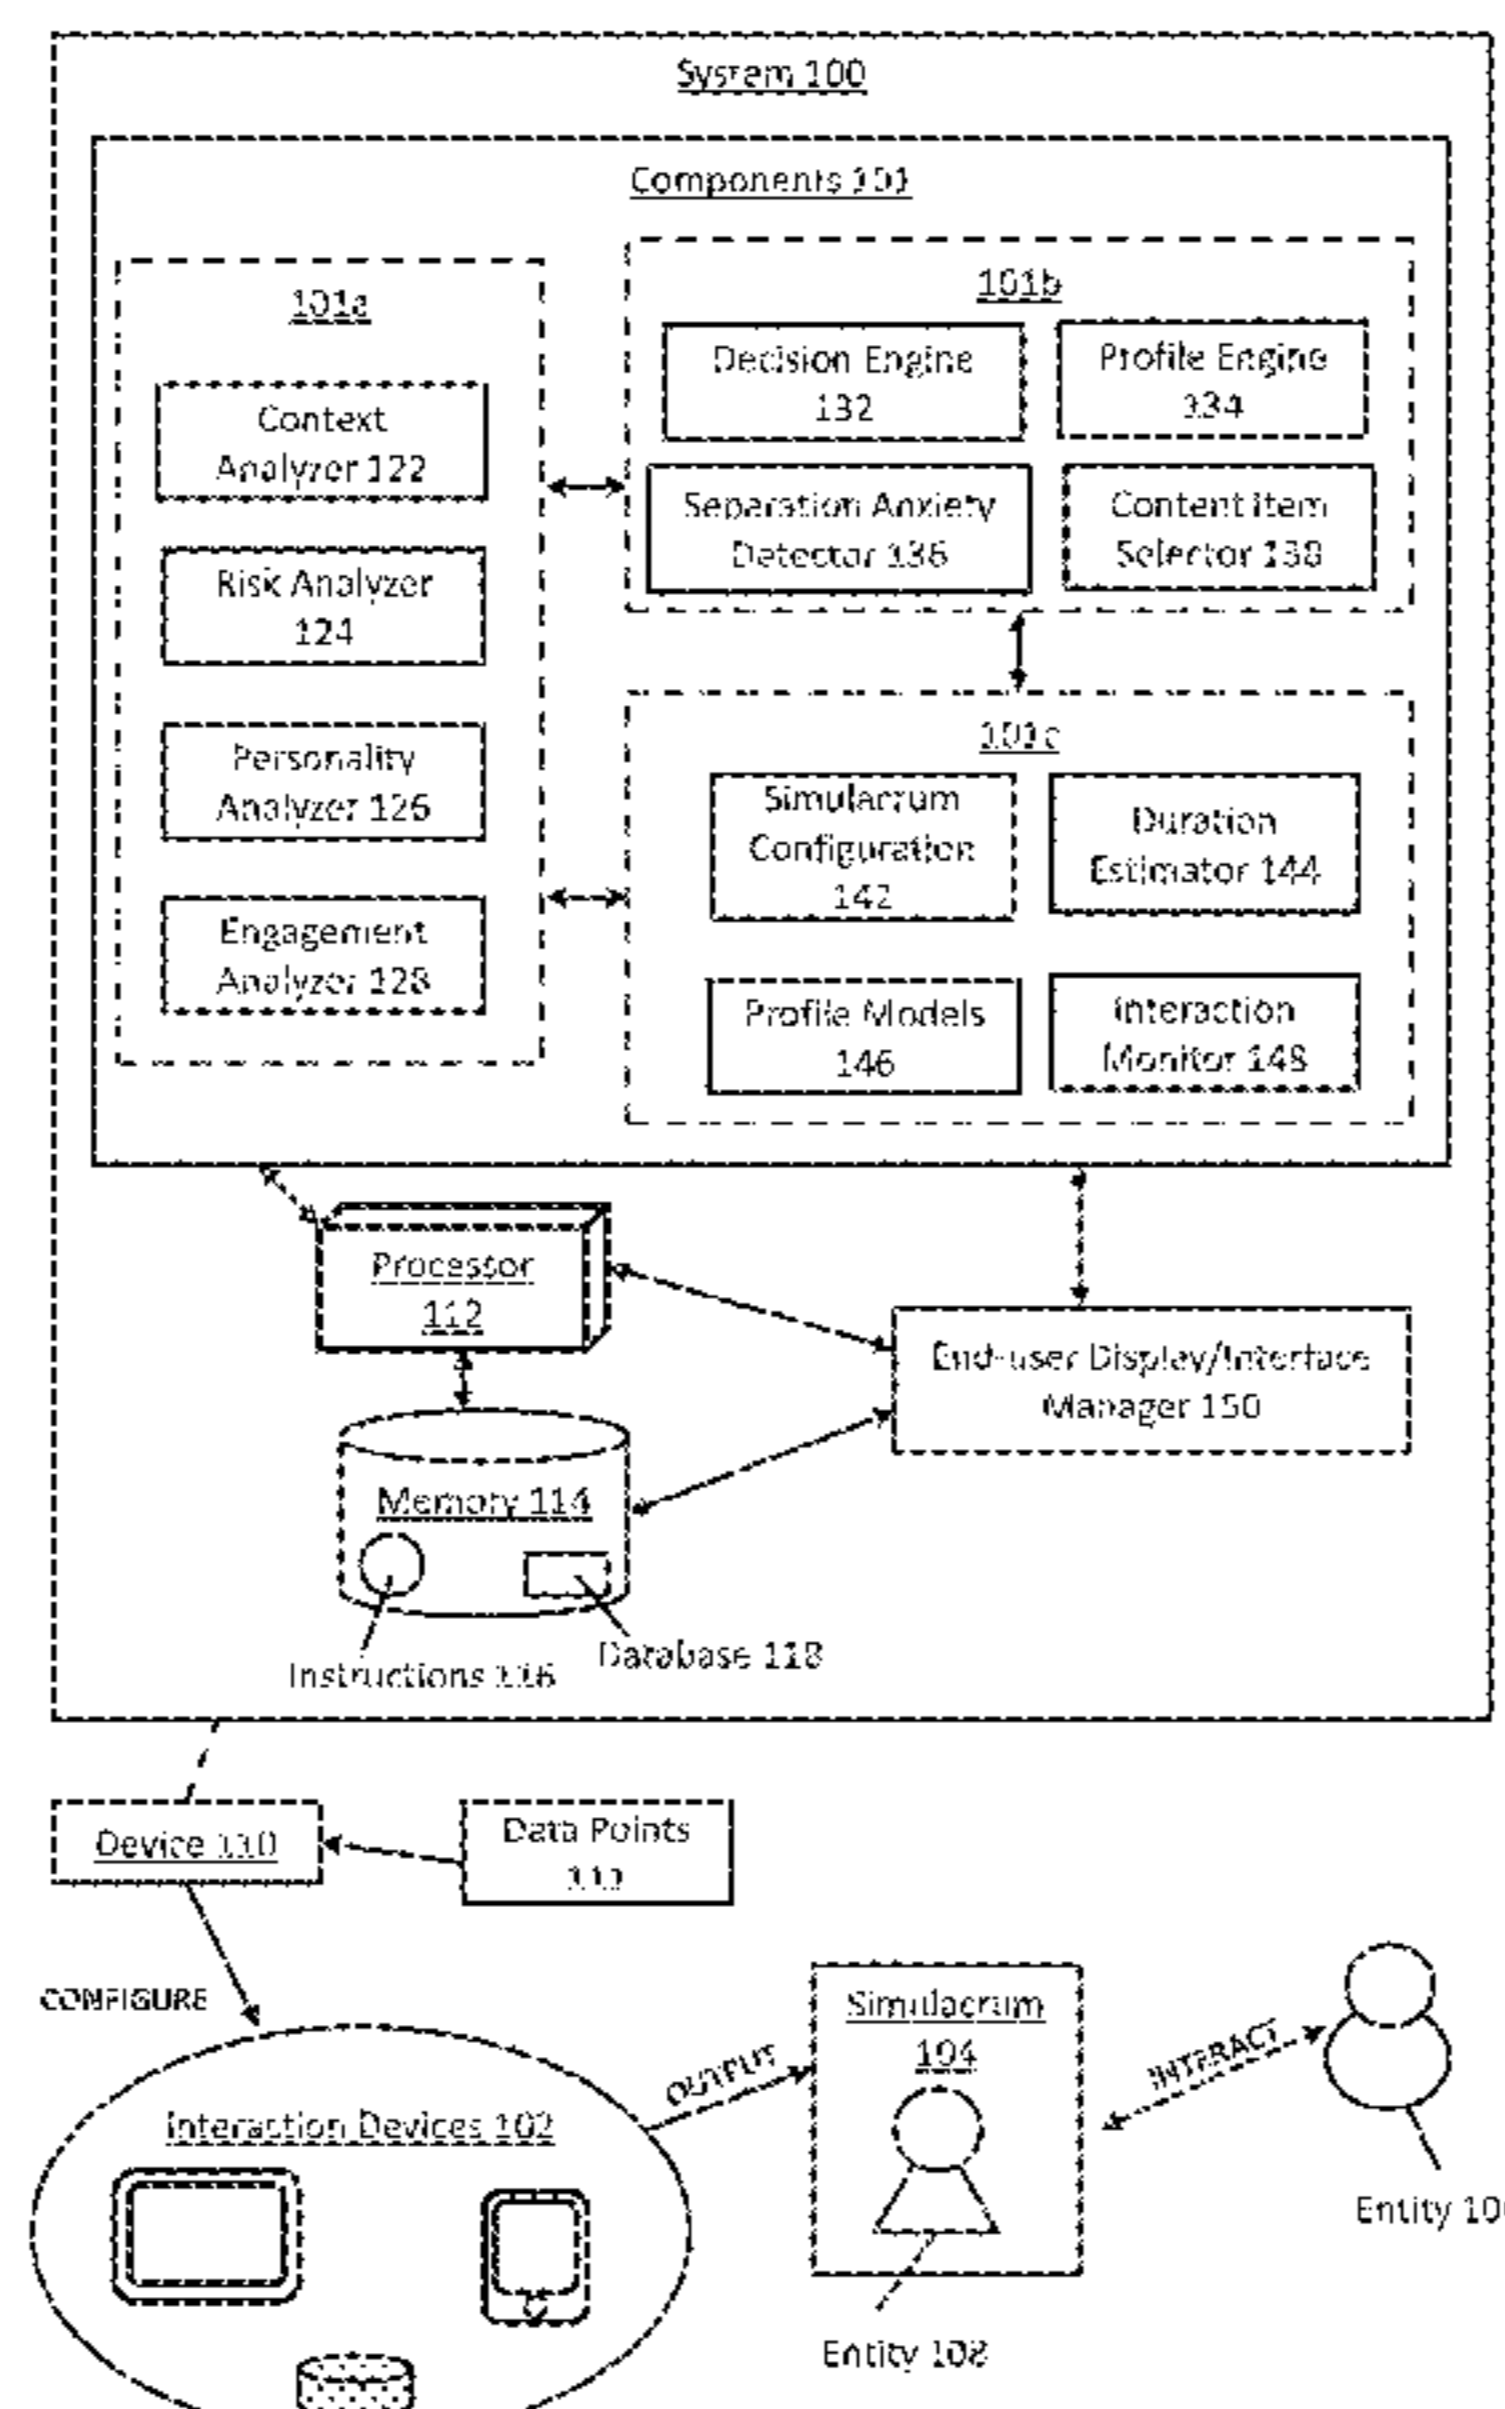 System 100
Components 101
101a
Context
Analyzer 122
Risk Analyzer
124
Personality
Analyzer 126
Engagement
Analyzer 128
101b
Decision Engine
132
Profile Engine
134
Separation Anxiety
Detector 136
Content Item
Selector 138
101c
Simulacrum
Configuration
142
Duration
Estimator 144
Profile Models
146
Interaction
Monitor 148
Processor
112
End-user Display/Interface
Manager 150
Memory 114
Instructions 116
Database 118
Device 110
Data Points
CONFIGURE
Interaction Devices 102
OUTPUT
Simulacrum
104
INTERACT
Entity 108
Entity